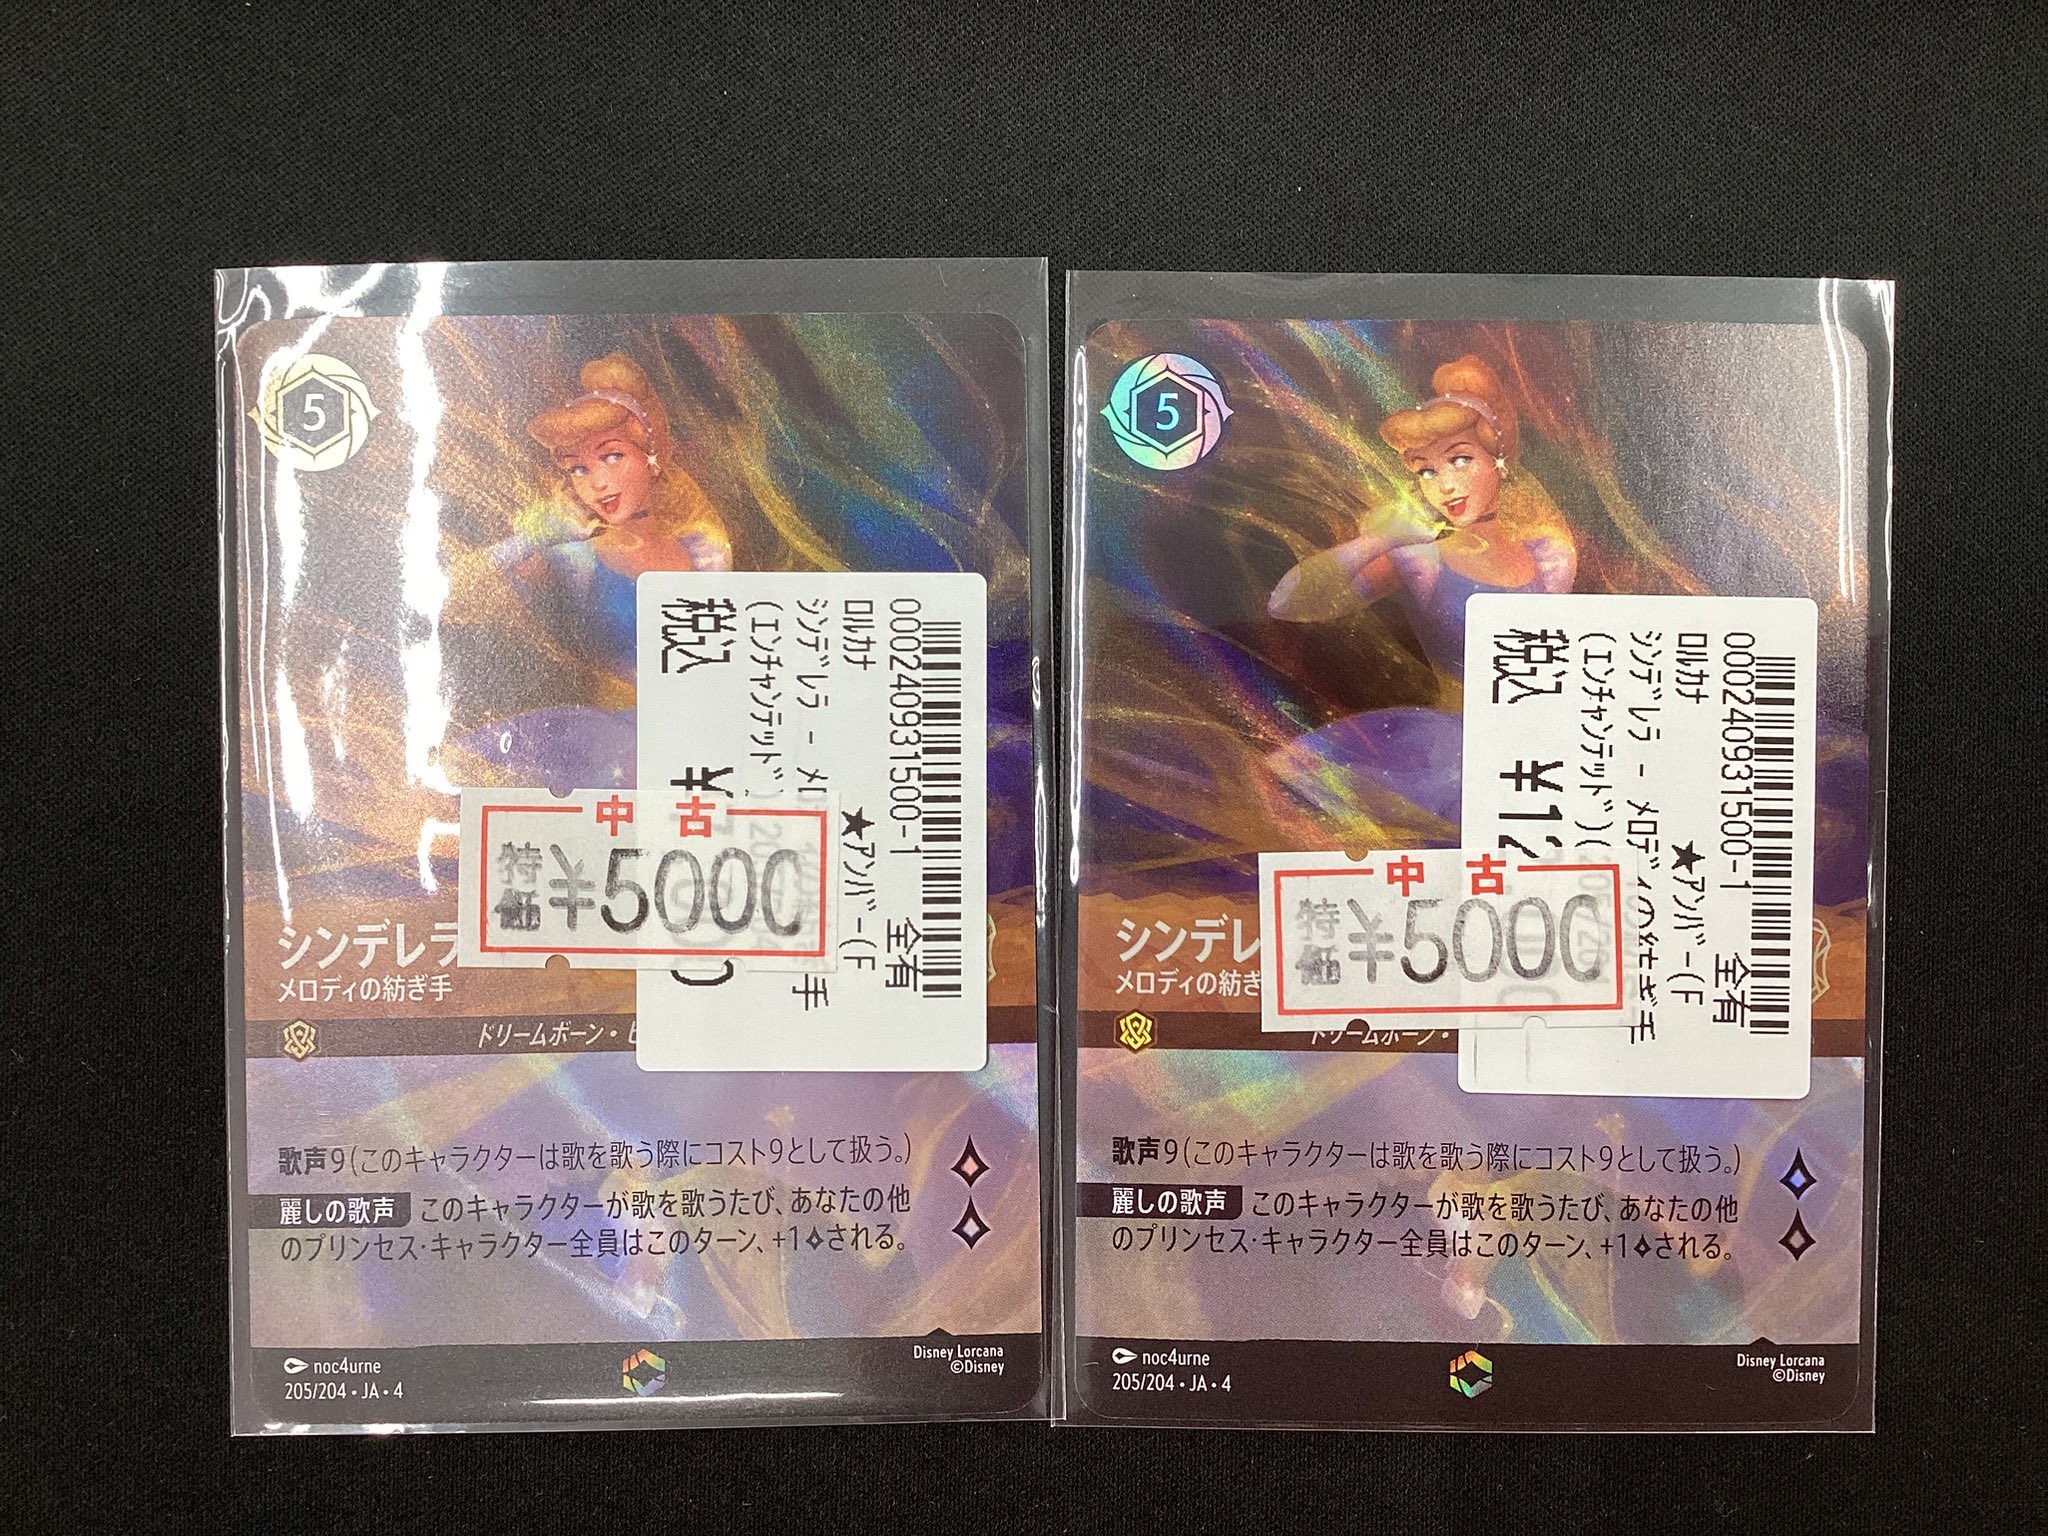 5
税込
(ｴﾝﾁｬﾝﾃｯﾄﾞ)
ｼﾝﾃﾞﾚﾗ -
手
ﾛﾙｶﾅ
★ｱﾝﾊﾞｰ(F
000240931500-1
全有
中古
特価 ¥5000
シンデレラ
メロディの紡ぎ手
ドリームボーン・
歌声9(このキャラクターは歌を歌う際にコスト9として扱う。)
麗しの歌声 このキャラクターが歌を歌うたび、あなたの他
のプリンセス・キャラクター全員はこのターン、+1される。
noc4urne
205/204・JA・4
Disney Lorcana
©Disney
5
税込 ¥12
(ｴﾝﾁｬﾝﾃｯﾄﾞ)
ｼﾝﾃﾞﾚﾗ - ﾒﾛﾃﾞｨの紡ぎ手
ﾛﾙｶﾅ
★ｱﾝﾊﾞｰ(F
000240931500-1
全有
中古
特価 ¥5000
シンデレ
メロディの紡ぎ
ドリームボーン・
歌声9(このキャラクターは歌を歌う際にコスト9として扱う。)
麗しの歌声 このキャラクターが歌を歌うたび、あなたの他
のプリンセス・キャラクター全員はこのターン、+1される。
noc4urne
205/204・JA・4
Disney Lorcana
©Disney